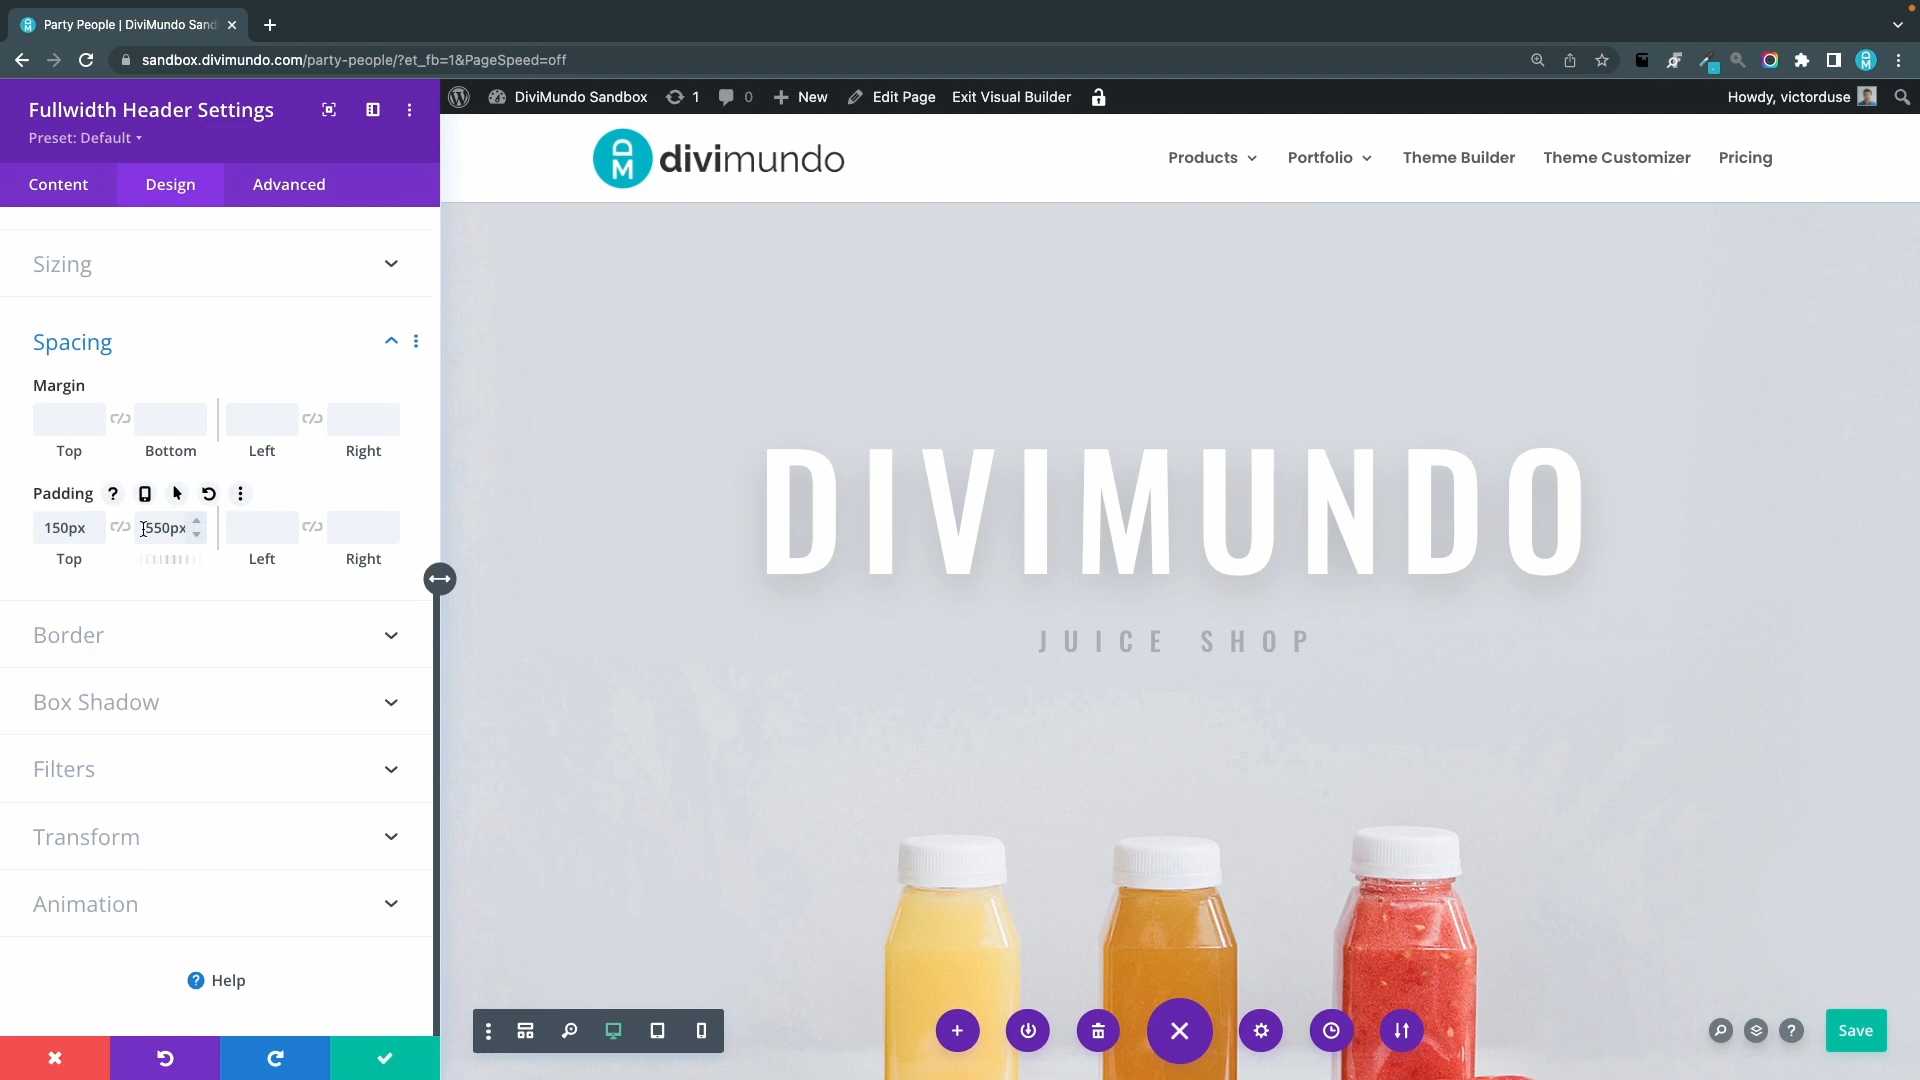 Party People | DiviMundo Sand
sandbox.divimundo.com/party-people/?et_fb=1&PageSpeed=off
Fullwidth Header Settings
Preset: Default
Content Design Advanced
DiviMundo Sandbox 1 0 New Edit Page Exit Visual Builder Howdy, victorduse
divimundo
Products Portfolio Theme Builder Theme Customizer Pricing
Sizing
Spacing
Margin
Top Bottom Left Right
Padding
150px 550px
Top Left Right
Border
Box Shadow
Filters
Transform
Animation
Help
DIVIMUNDO
JUICE SHOP
Save